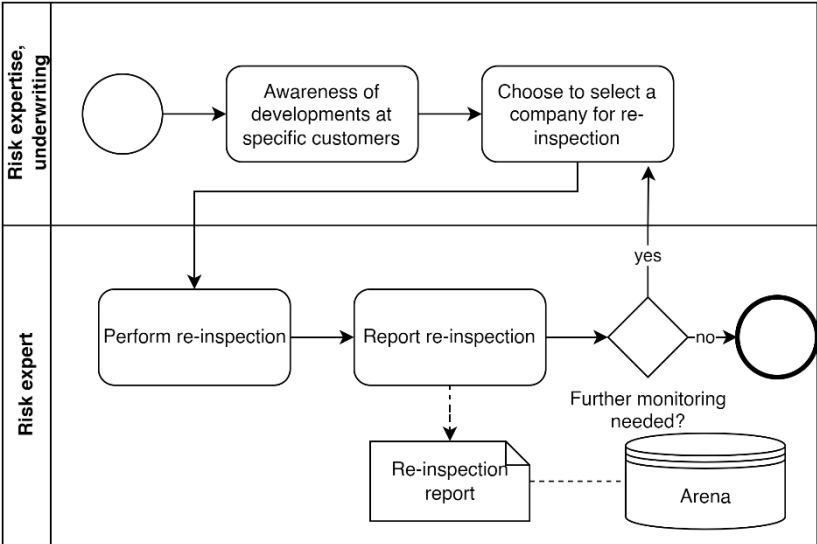 Risk expertise,
underwriting
Awareness of
developments at
specific customers
Choose to select a
company for re-
inspection
yes
Risk expert
Perform re-inspection
Report re-inspection
no
Further monitoring
needed?
Re-inspection
report
Arena